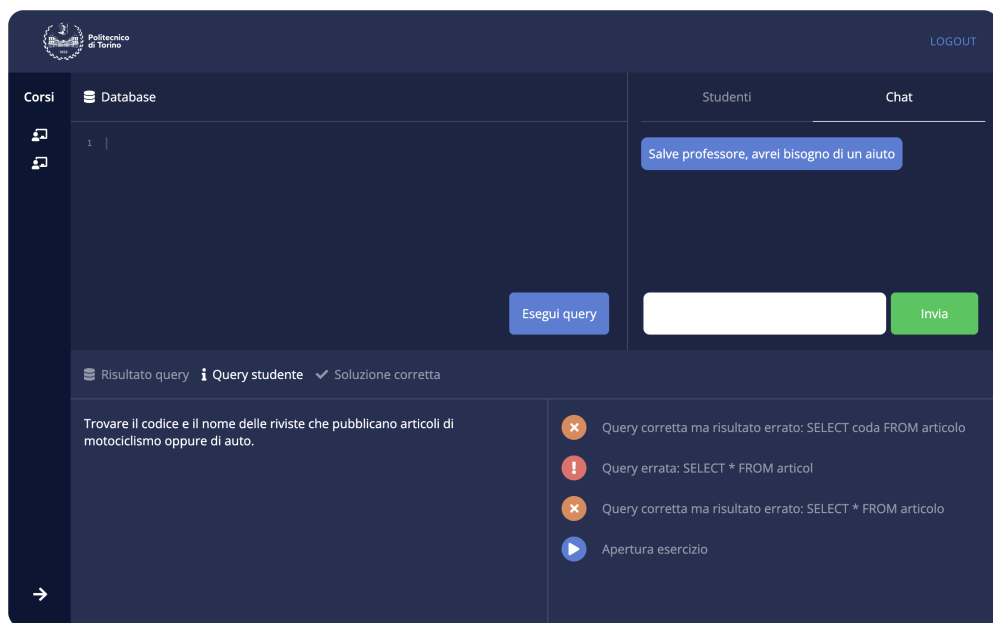 Politecnico
di Torino
LOGOUT
Corsi
Database
Studenti
Chat
1
Salve professore, avrei bisogno di un aiuto
Esegui query
Invia
Risultato query
Query studente
Soluzione corretta
Trovare il codice e il nome delle riviste che pubblicano articoli di
motociclismo oppure di auto.
Query corretta ma risultato errato: SELECT coda FROM articolo
Query errata: SELECT * FROM articol
Query corretta ma risultato errato: SELECT * FROM articolo
Apertura esercizio